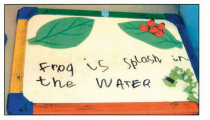 Frog is splash in
the WATER